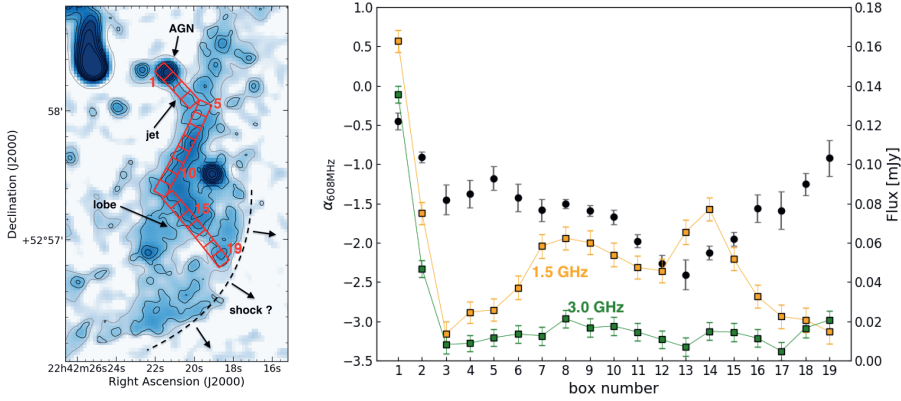 AGN
1
5
58'
jet
10
lobe
15
+52°57'
19
shock ?
Declination (J2000)
22h42m26s24s 22s 20s 18s 16s
Right Ascension (J2000)
1.0
0.5
0.0
−0.5
−1.0
−1.5
−2.0
−2.5
−3.0
−3.5
α608MHz
1.5 GHz
3.0 GHz
1 2 3 4 5 6 7 8 9 10 11 12 13 14 15 16 17 18 19
box number
0.18
0.16
0.14
0.12
0.10
0.08
0.06
0.04
0.02
0.00
Flux [mJy]